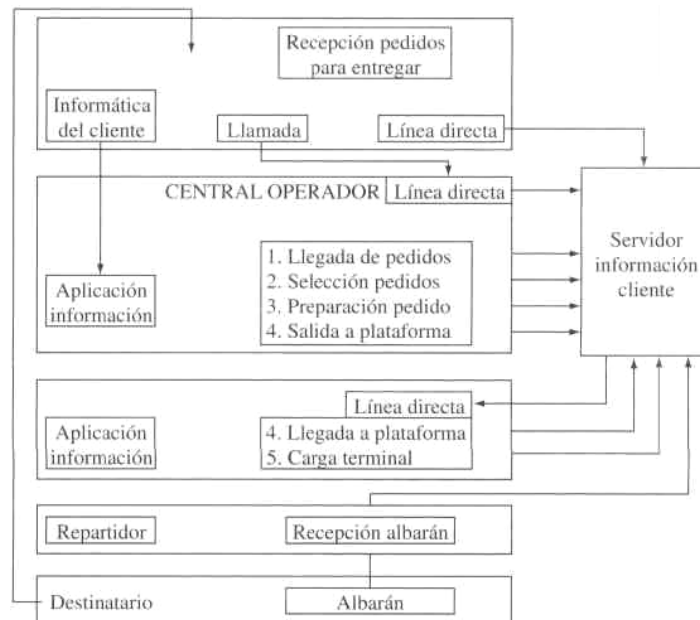 Recepción pedidos
para entregar
Informática
del cliente
Llamada
Línea directa
CENTRAL OPERADOR
Línea directa
Servidor
información
cliente
1. Llegada de pedidos
2. Selección pedidos
3. Preparación pedido
4. Salida a plataforma
Aplicación
información
Línea directa
Aplicación
información
4. Llegada a plataforma
5. Carga terminal
Repartidor
Recepción albarán
Destinatario
Albarán